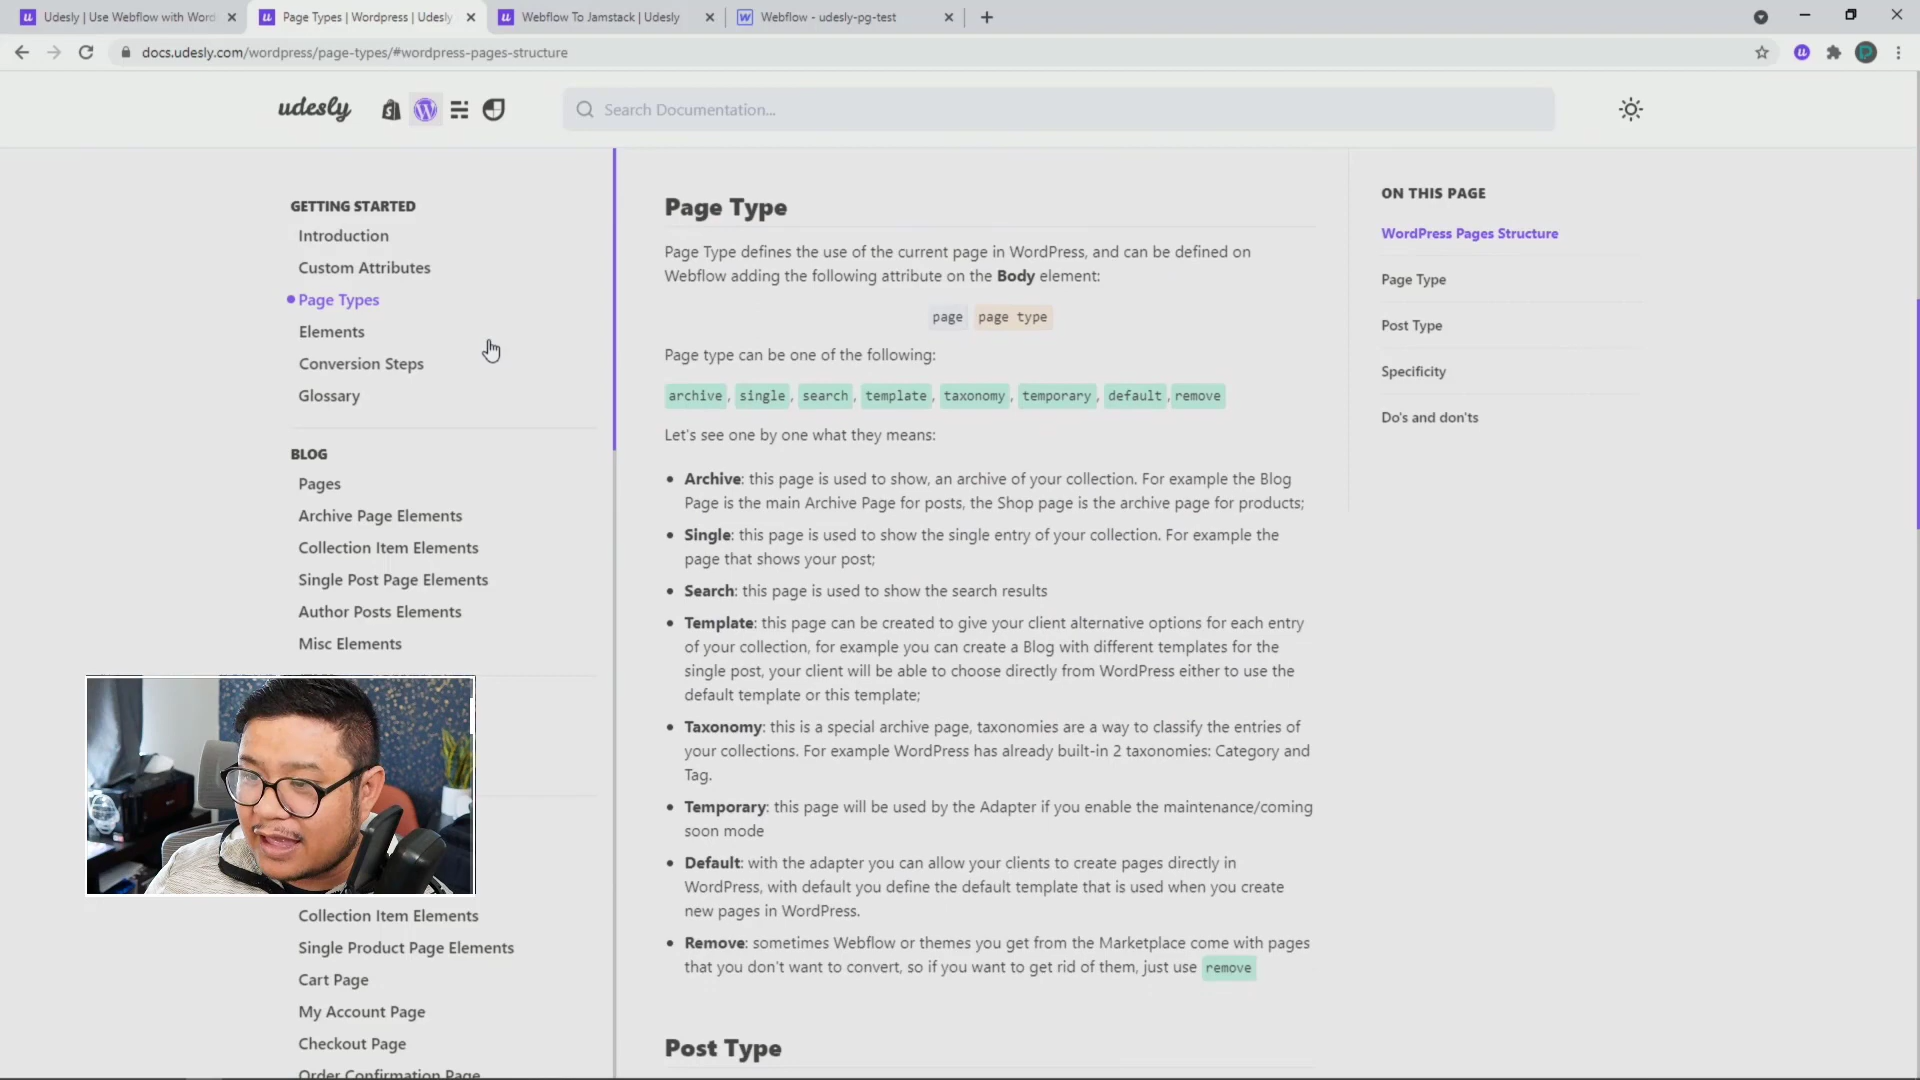 Udesly | Use Webflow with Word
Page Types | Wordpress | Udesly
Webflow To Jamstack | Udesly
Webflow - udesly-pg-test
docs.udesly.com/wordpress/page-types/#wordpress-pages-structure
udesly
Search Documentation...
GETTING STARTED
Introduction
Custom Attributes
Page Types
Elements
Conversion Steps
Glossary
BLOG
Pages
Archive Page Elements
Collection Item Elements
Single Post Page Elements
Author Posts Elements
Misc Elements
Collection Item Elements
Single Product Page Elements
Cart Page
My Account Page
Checkout Page
Order Confirmation Page
Page Type
Page Type defines the use of the current page in WordPress, and can be defined on
Webflow adding the following attribute on the Body element:
page page type
Page type can be one of the following:
archive, single, search, template, taxonomy, temporary, default, remove
Let's see one by one what they means:
Archive: this page is used to show, an archive of your collection. For example the Blog
Page is the main Archive Page for posts, the Shop page is the archive page for products;
Single: this page is used to show the single entry of your collection. For example the
page that shows your post;
Search: this page is used to show the search results
Template: this page can be created to give your client alternative options for each entry
of your collection, for example you can create a Blog with different templates for the
single post, your client will be able to choose directly from WordPress either to use the
default template or this template;
Taxonomy: this is a special archive page, taxonomies are a way to classify the entries of
your collections. For example WordPress has already built-in 2 taxonomies: Category and
Tag.
Temporary: this page will be used by the Adapter if you enable the maintenance/coming
soon mode
Default: with the adapter you can allow your clients to create pages directly in
WordPress, with default you define the default template that is used when you create
new pages in WordPress.
Remove: sometimes Webflow or themes you get from the Marketplace come with pages
that you don't want to convert, so if you want to get rid of them, just use remove
Post Type
ON THIS PAGE
WordPress Pages Structure
Page Type
Post Type
Specificity
Do's and don'ts